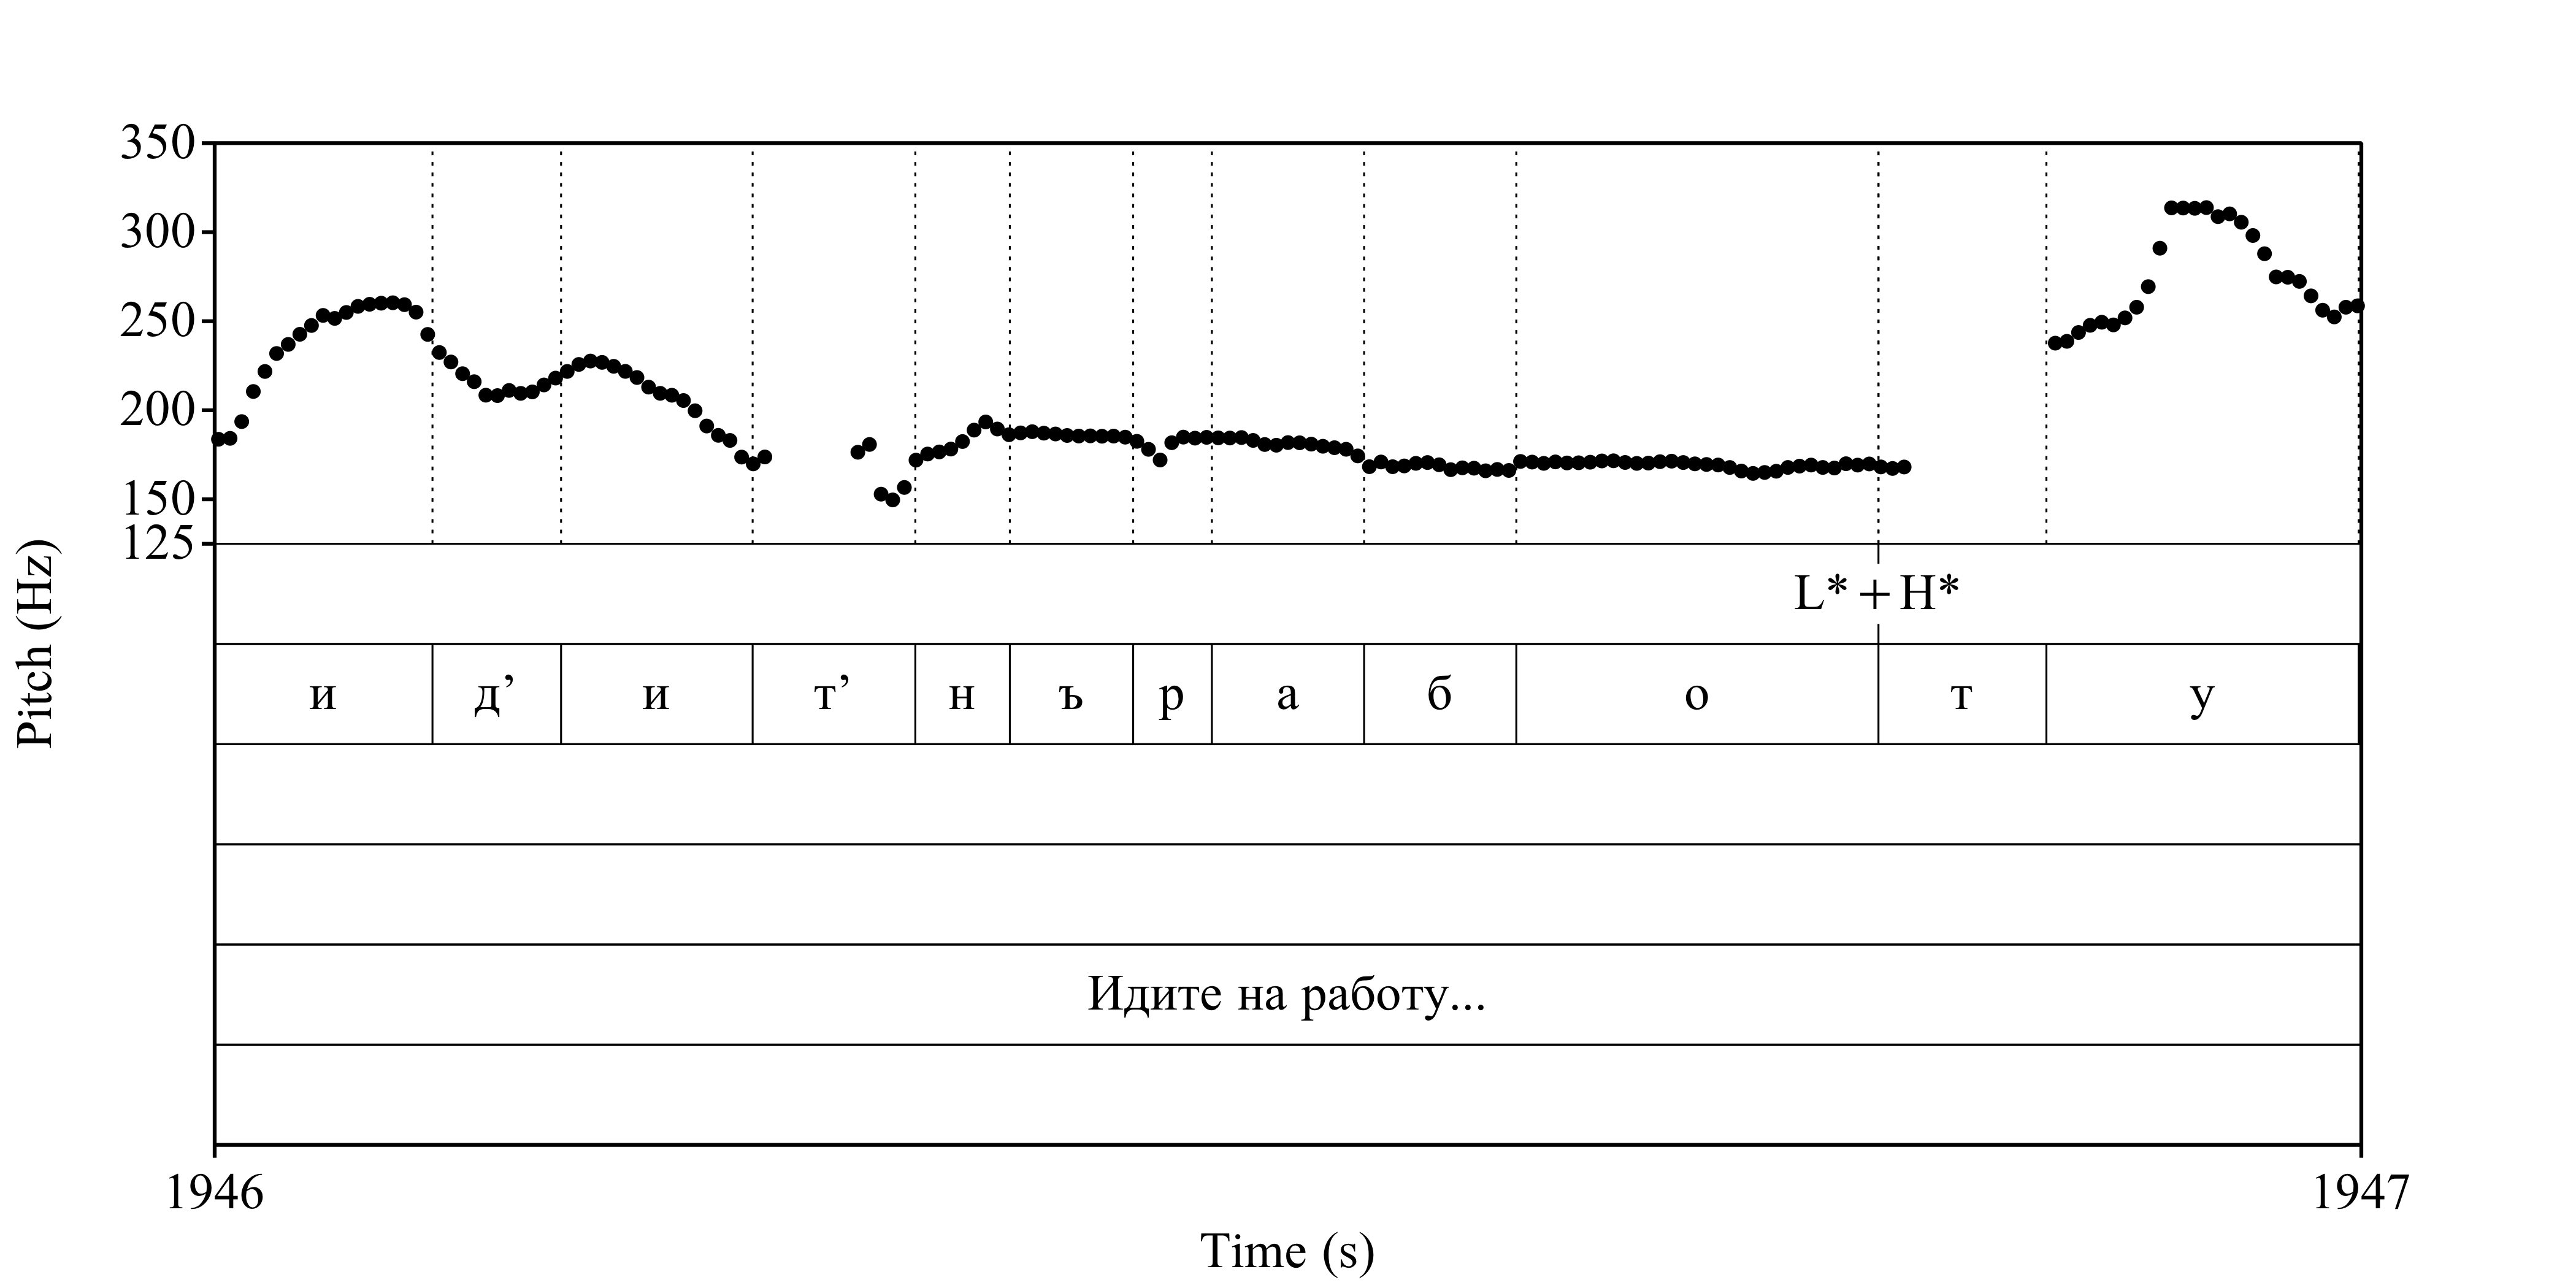 350
300
250
200
150
125
Pitch (Hz)
L*+H*
и д’ и т’ н ъ р а б о т у
Идите на работу...
1946 1947
Time (s)